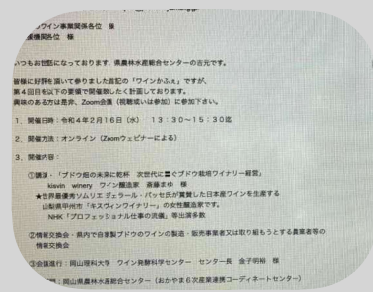 ワイン事業関係各位 様
機関各位 様
いつもお世話になっております 県農林水産総合センターの吉元です。
皆様に好評を頂いて参りました首記の「ワインかふぇ」ですが、
第４回目を以下の要領で開催致したく計画しております。
興味のある方は是非、Zoom会議（視聴或いは参加）に参加下さい。
１．開催日時：令和４年２月１６日（水） １３：３０～１５：３０迄
２．開催方法：オンライン（Zoomウェビナーによる）
３．開催内容：
①講演・「ブドウ畑の未来に乾杯 次世代に繋ぐブドウ栽培ワイナリー経営」
kisvin winery ワイン醸造家 斎藤まゆ 様
★世界最優秀ソムリエ ジェラール・バッセ氏が賞賛した日本産ワインを生産する
山梨県甲州市「キスヴィンワイナリー」の女性醸造家です。
NHK「プロフェッショナル仕事の流儀」等出演多数
②情報交換会・県内で自家製ブドウのワインの製造・販売事業者又は取り組もうとする農業者等の
情報交換会
③会議進行：岡山理科大学 ワイン発酵科学センター センター長 金子明裕 様
岡山県農林水産総合センター（おかやま６次産業連携コーディネートセンター）